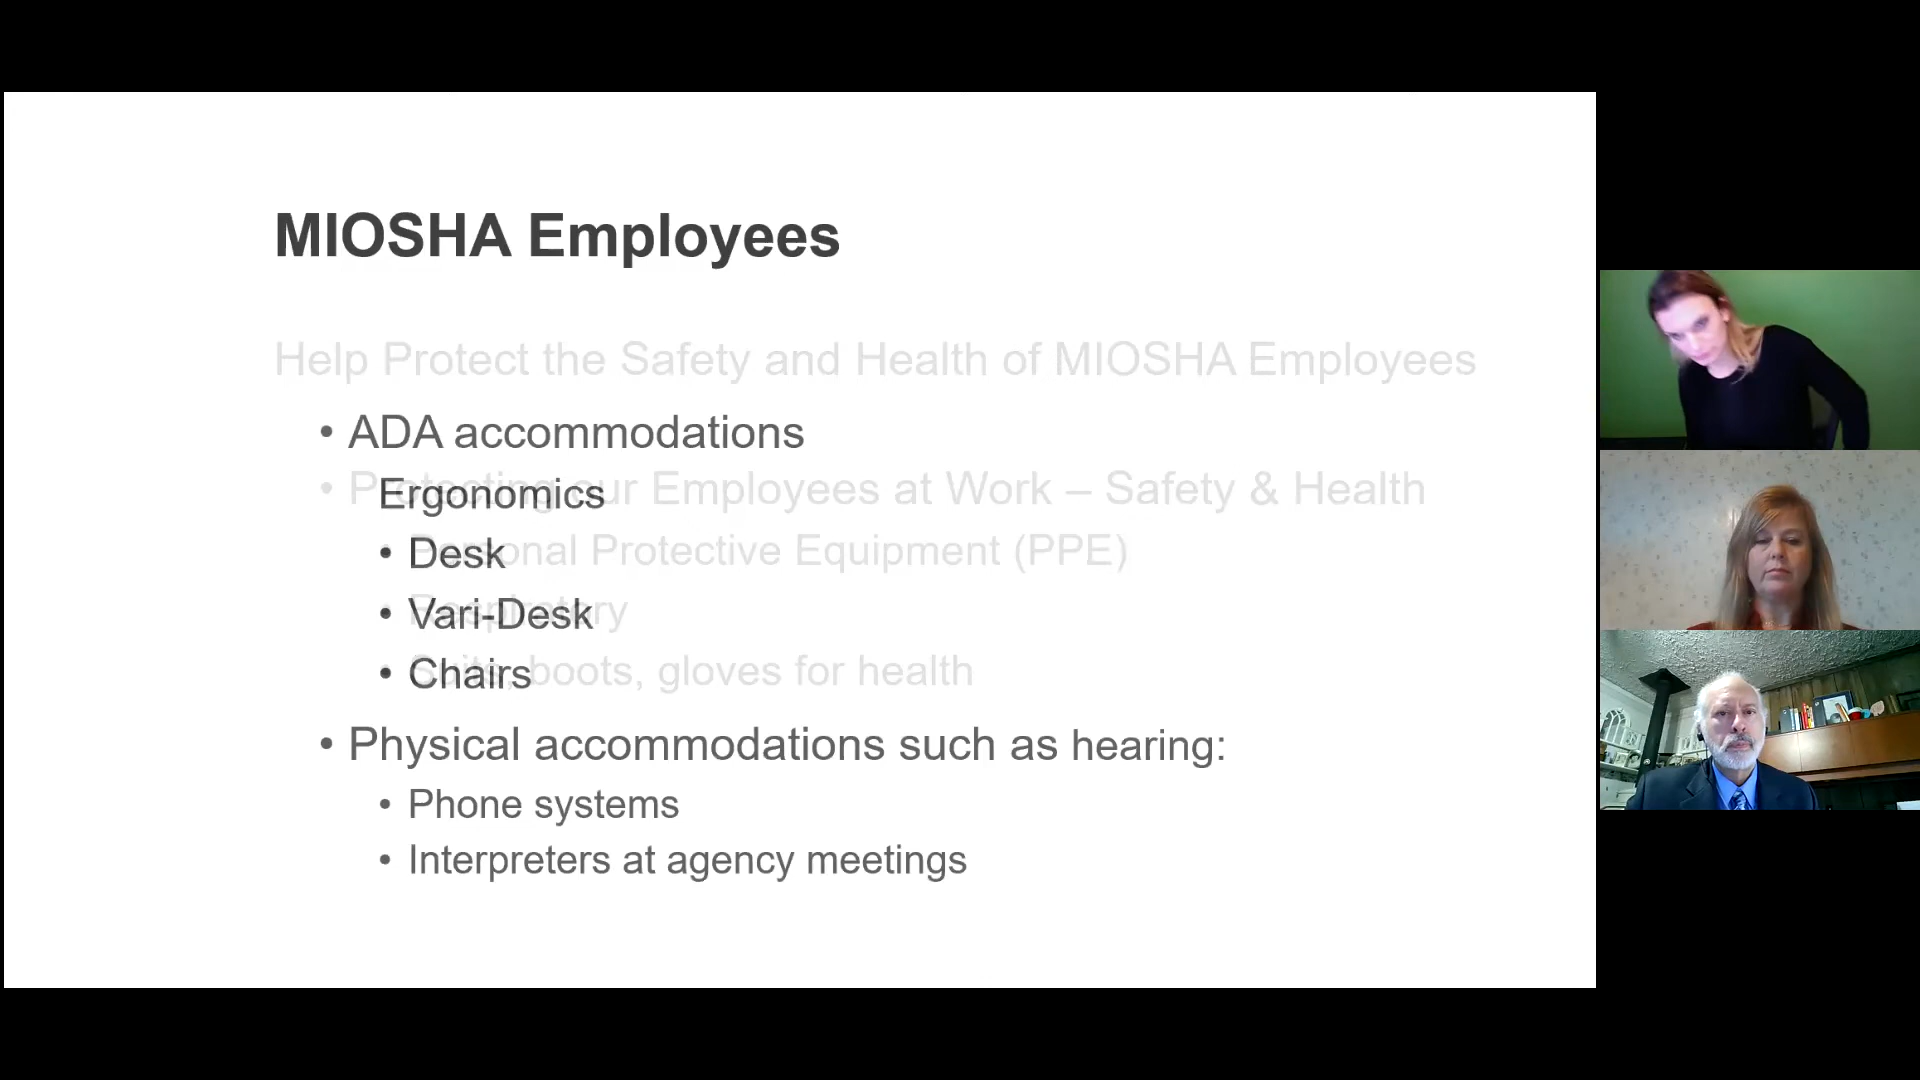 MIOSHA Employees
Help Protect the Safety and Health of MIOSHA Employees
• ADA accommodations
• Protecting our Employees at Work – Safety & Health
Ergonomics
• Personal Protective Equipment (PPE)
• Desk
• Respiratory
• Vari-Desk
• Suits, boots, gloves for health
• Chairs
• Physical accommodations such as hearing:
• Phone systems
• Interpreters at agency meetings